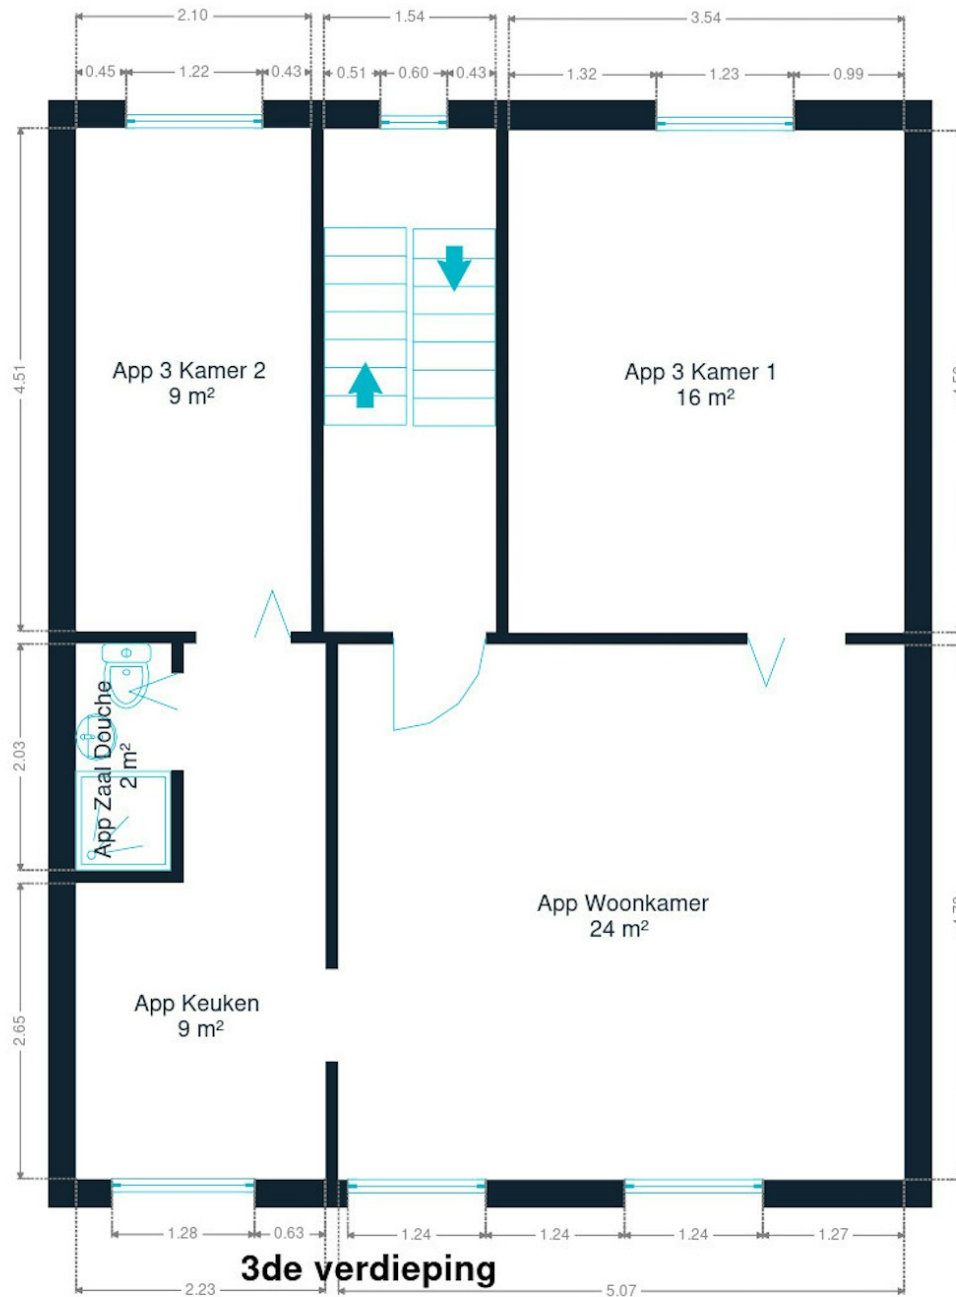 2.10
1.54
3.54
0.45
1.22
0.43
0.51
0.60
0.43
1.32
1.23
0.99
4.51
App 3 Kamer 2
9 m²
App 3 Kamer 1
16 m²
2.03
App Zaal Douche
2 m²
App Woonkamer
24 m²
App Keuken
9 m²
2.65
1.28
0.63
1.24
1.24
1.24
1.27
3de verdieping
2.23
5.07